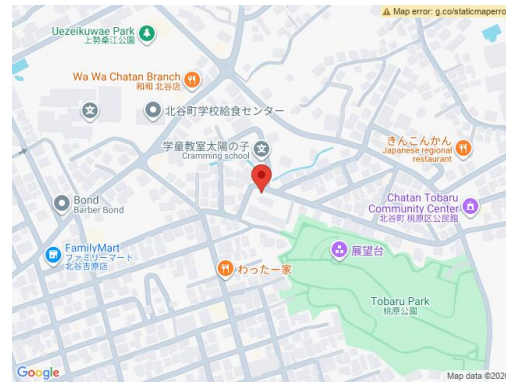 Map error: g.co/staticmaperro
Uezeikuwae Park
上勢桑江公園
Wa Wa Chatan Branch
和和 北谷店
北谷町学校給食センター
学童教室太陽の子
Cramming school
きんこんかん
Japanese regional
restaurant
Bond
Barber Bond
Chatan Tobaru
Community Center
北谷町 桃原区公民館
FamilyMart
ファミリーマート
北谷吉原店
展望台
わったー家
Tobaru Park
桃原公園
Google
Map data ©2026